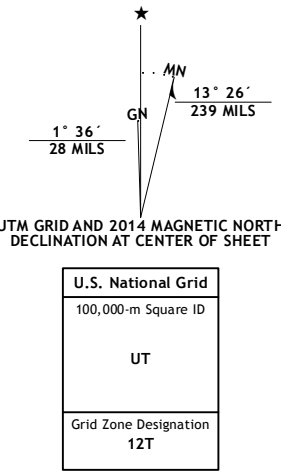 MN
GN
13° 26´
239 MILS
1° 36´
28 MILS
UTM GRID AND 2014 MAGNETIC NORTH
DECLINATION AT CENTER OF SHEET
U.S. National Grid
100,000-m Square ID
UT
Grid Zone Designation
12T